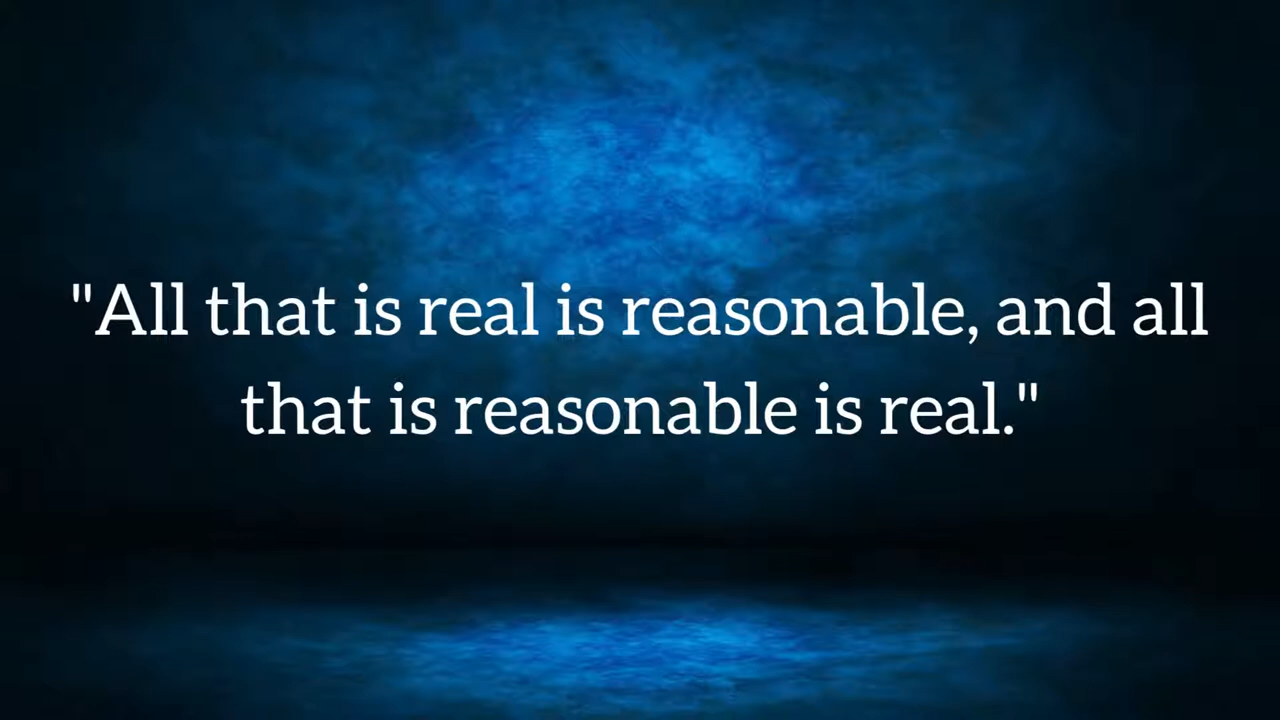 "All that is real is reasonable, and all
that is reasonable is real."